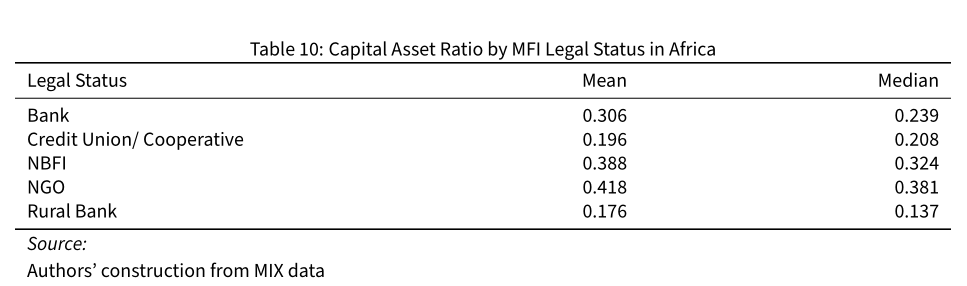 Table 10: Capital Asset Ratio by MFI Legal Status in Africa
Legal Status Mean Median
Bank 0.306 0.239
Credit Union/ Cooperative 0.196 0.208
NBFI 0.388 0.324
NGO 0.418 0.381
Rural Bank 0.176 0.137
Source:
Authors’ construction from MIX data